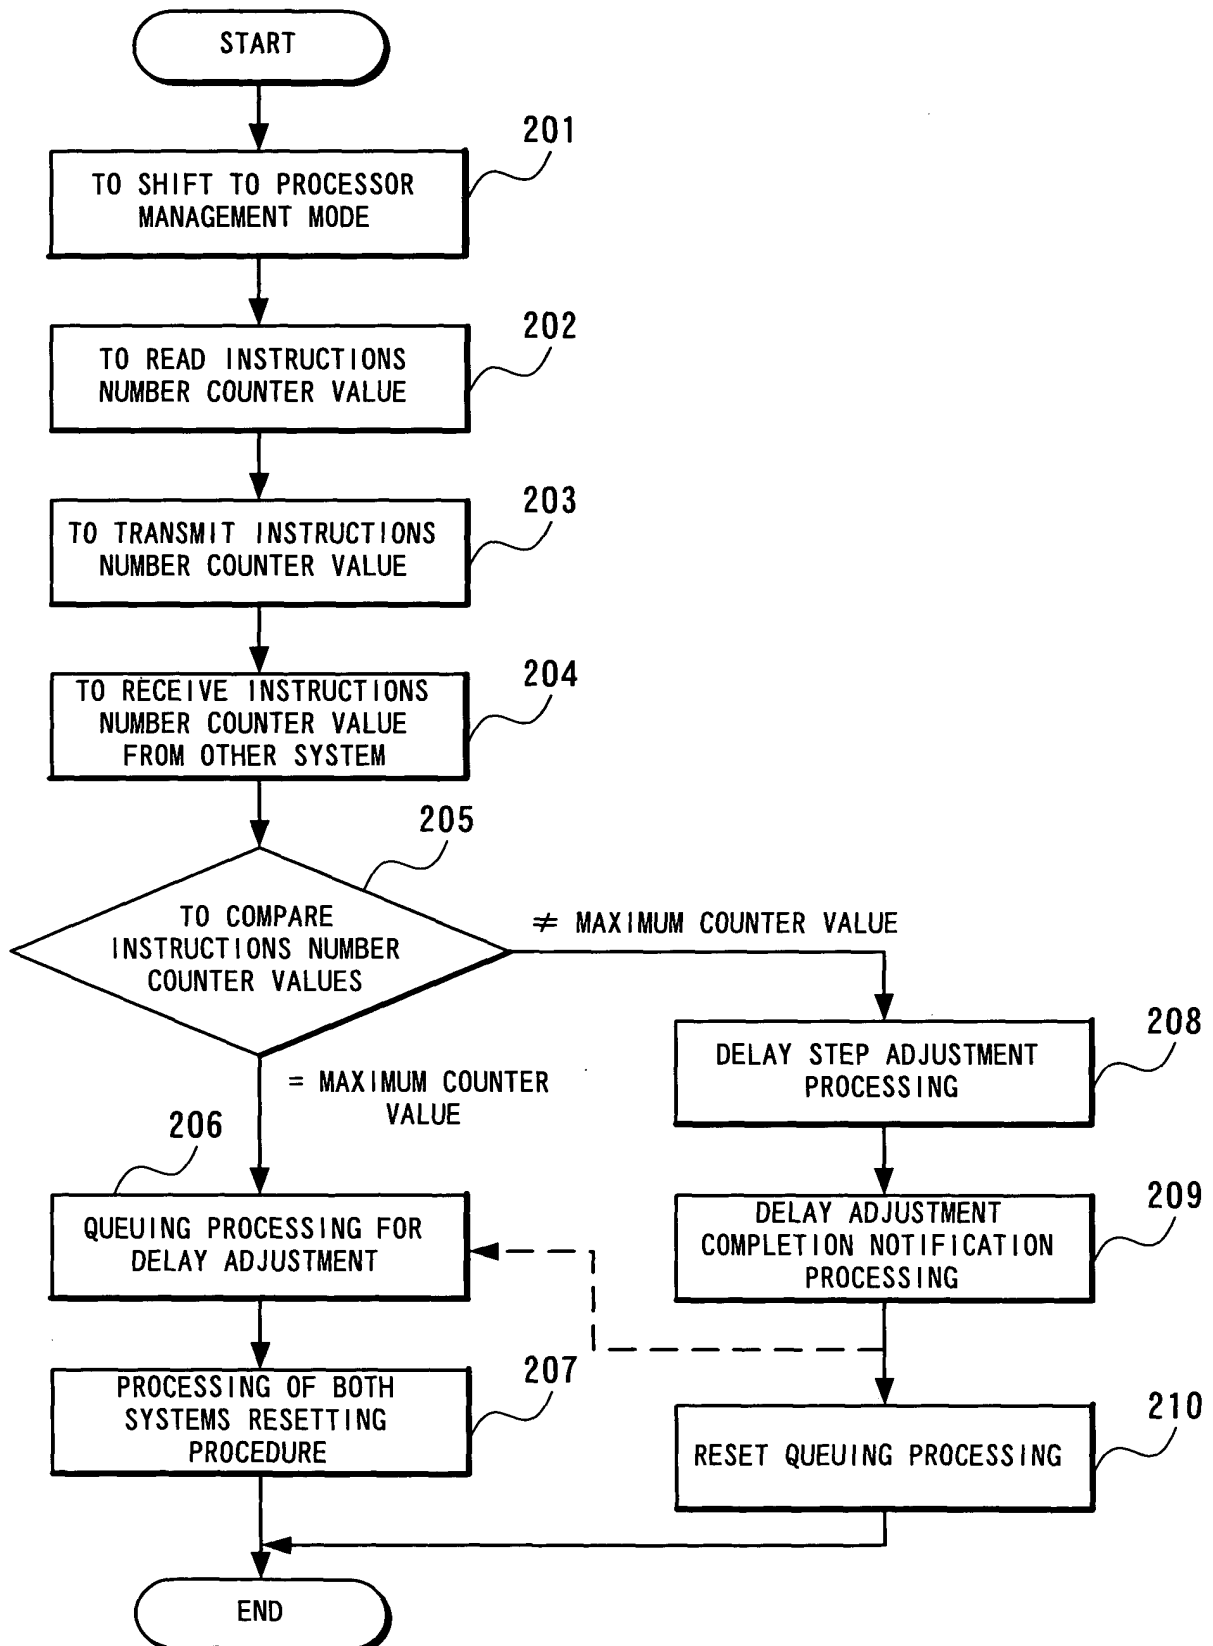 START
201
TO SHIFT TO PROCESSOR
MANAGEMENT MODE
202
TO READ INSTRUCTIONS
NUMBER COUNTER VALUE
203
TO TRANSMIT INSTRUCTIONS
NUMBER COUNTER VALUE
204
TO RECEIVE INSTRUCTIONS
NUMBER COUNTER VALUE
FROM OTHER SYSTEM
205
TO COMPARE
INSTRUCTIONS NUMBER
COUNTER VALUES
≠ MAXIMUM COUNTER VALUE
= MAXIMUM COUNTER
VALUE
206
QUEUING PROCESSING FOR
DELAY ADJUSTMENT
207
PROCESSING OF BOTH
SYSTEMS RESETTING
PROCEDURE
208
DELAY STEP ADJUSTMENT
PROCESSING
209
DELAY ADJUSTMENT
COMPLETION NOTIFICATION
PROCESSING
210
RESET QUEUING PROCESSING
END